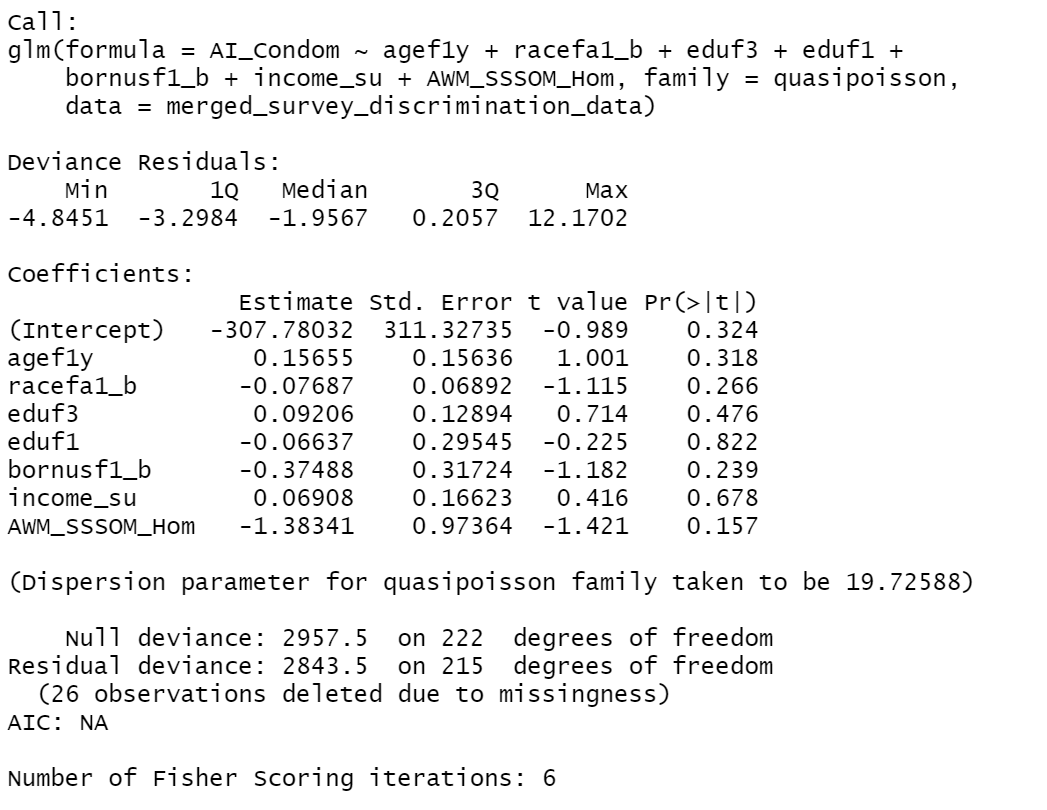 Call:
glm(formula = AI_Condom ~ agef1y + racefa1_b + eduf3 + eduf1 +
    bornusf1_b + income_su + AWM_SSSOM_Hom, family = quasipoisson,
    data = merged_survey_discrimination_data)

Deviance Residuals:
    Min       1Q   Median       3Q      Max
-4.8451  -3.2984  -1.9567   0.2057  12.1702

Coefficients:
                Estimate Std. Error t value Pr(>|t|)
(Intercept)   -307.78032  311.32735  -0.989    0.324
agef1y           0.15655    0.15636   1.001    0.318
racefa1_b       -0.07687    0.06892  -1.115    0.266
eduf3            0.09206    0.12894   0.714    0.476
eduf1           -0.06637    0.29545  -0.225    0.822
bornusf1_b      -0.37488    0.31724  -1.182    0.239
income_su        0.06908    0.16623   0.416    0.678
AWM_SSSOM_Hom   -1.38341    0.97364  -1.421    0.157

(Dispersion parameter for quasipoisson family taken to be 19.72588)

    Null deviance: 2957.5  on 222  degrees of freedom
Residual deviance: 2843.5  on 215  degrees of freedom
  (26 observations deleted due to missingness)
AIC: NA

Number of Fisher Scoring iterations: 6